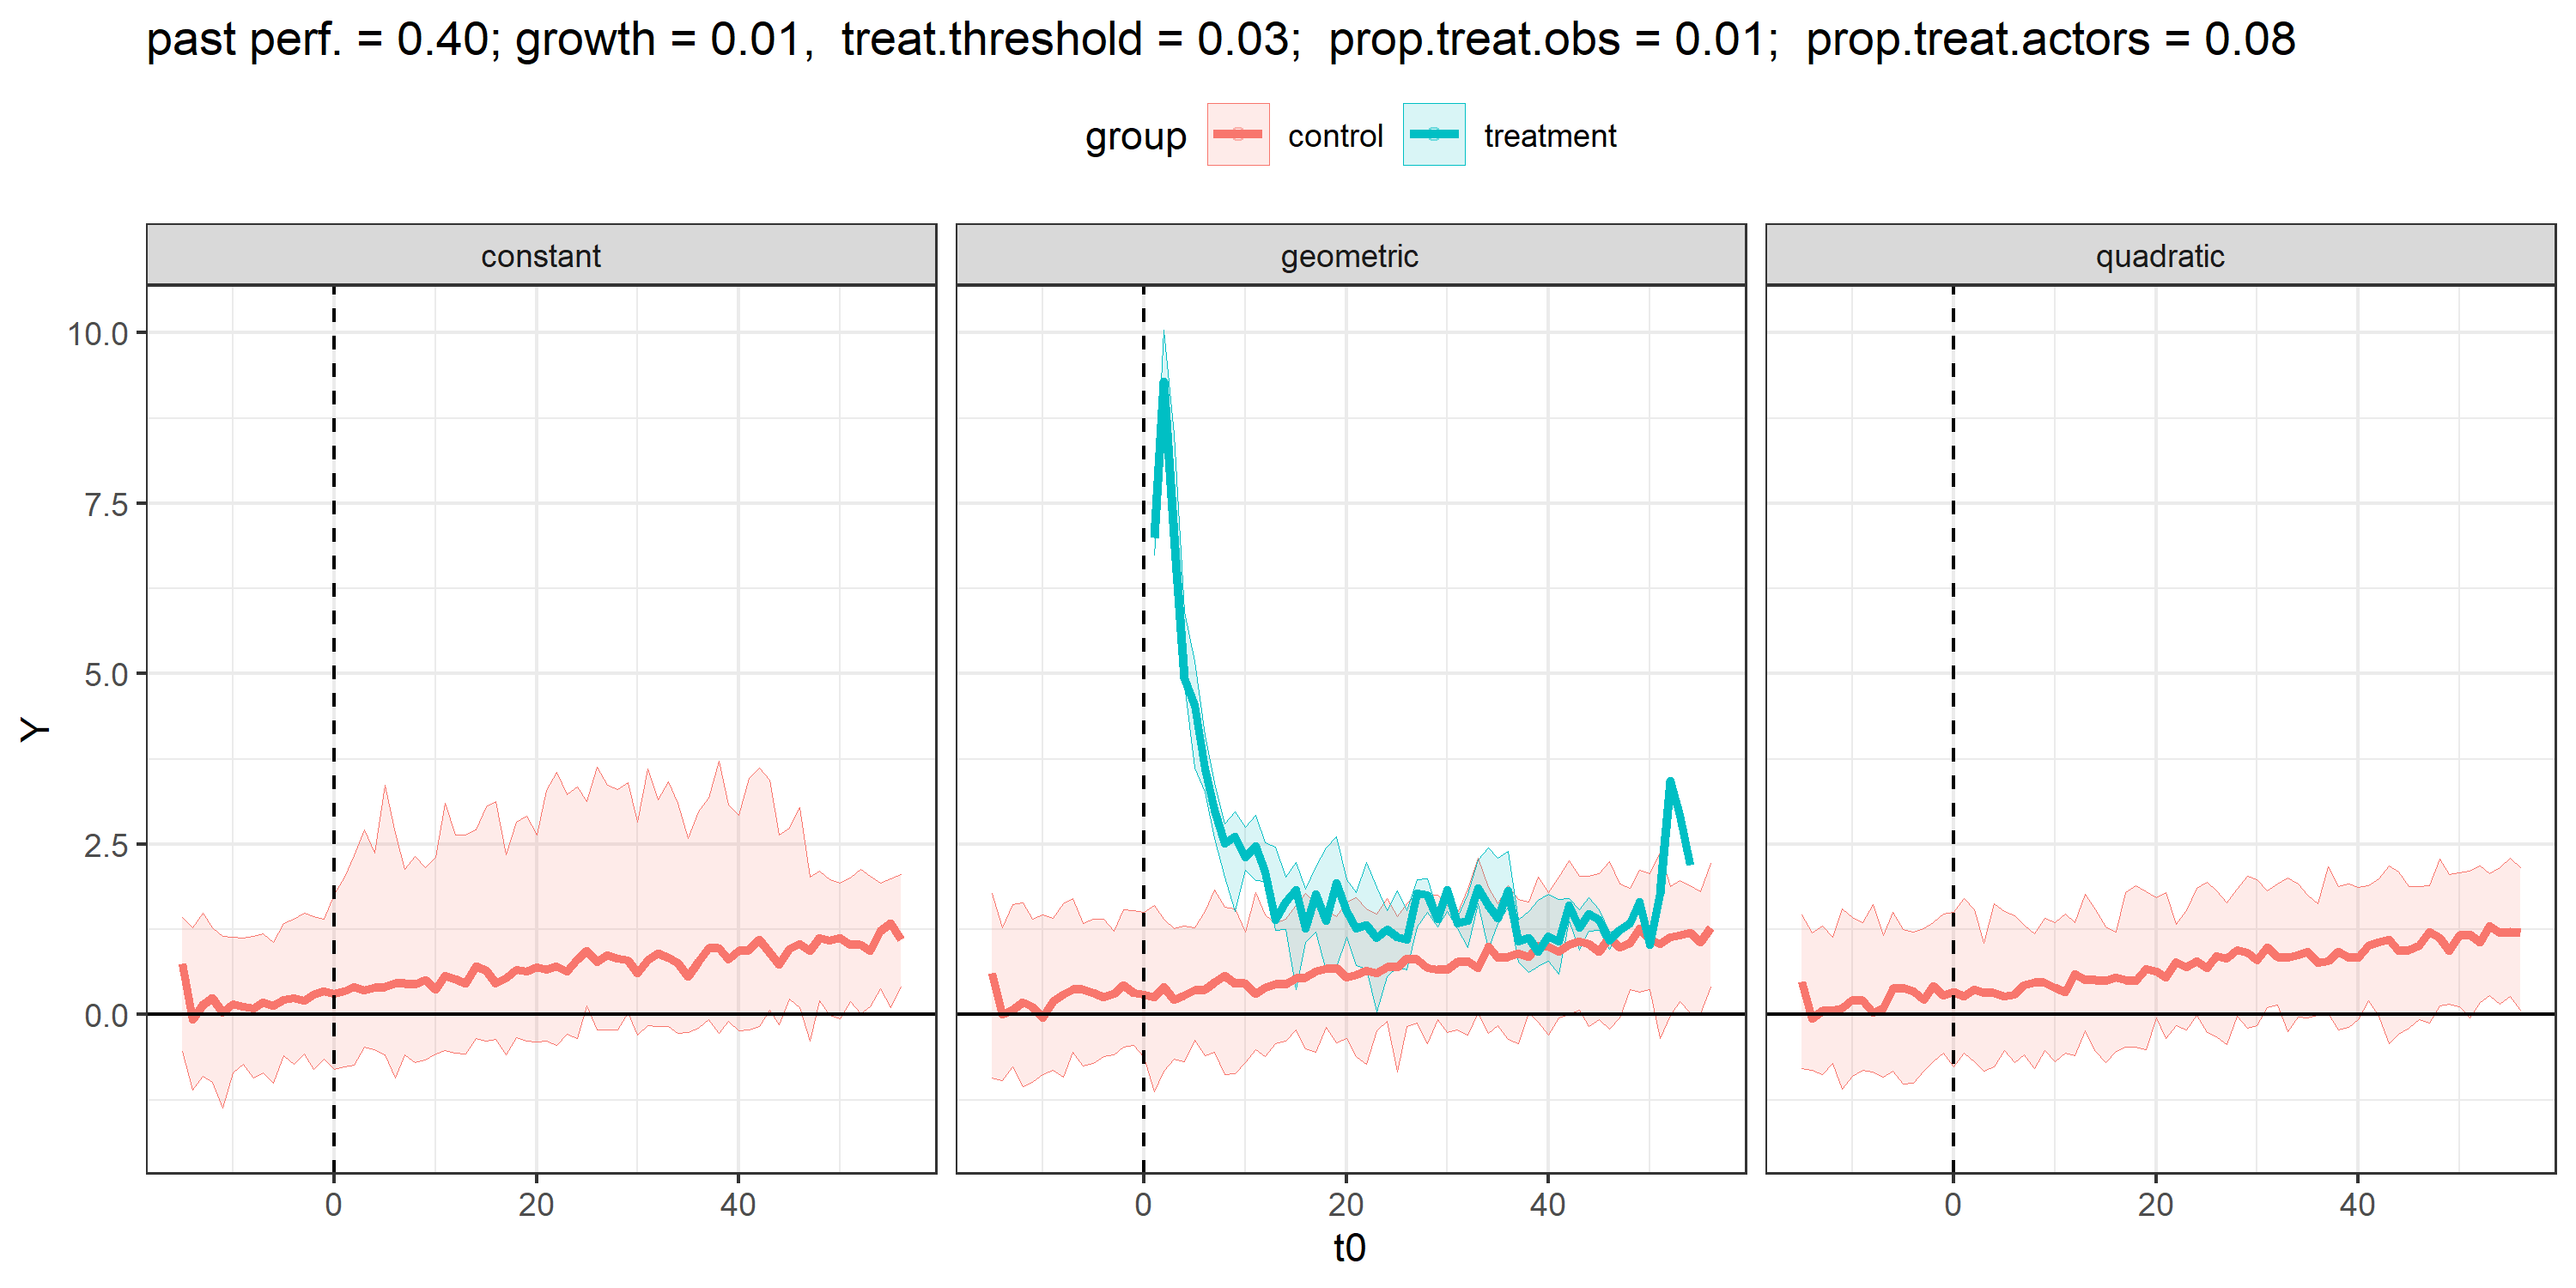 past perf. = 0.40; growth = 0.01,  treat.threshold = 0.03;  prop.treat.obs = 0.01;  prop.treat.actors = 0.08
group control treatment
constant geometric quadratic
10.0
7.5
5.0
2.5
0.0
Y
0 20 40 0 20 40 0 20 40
t0